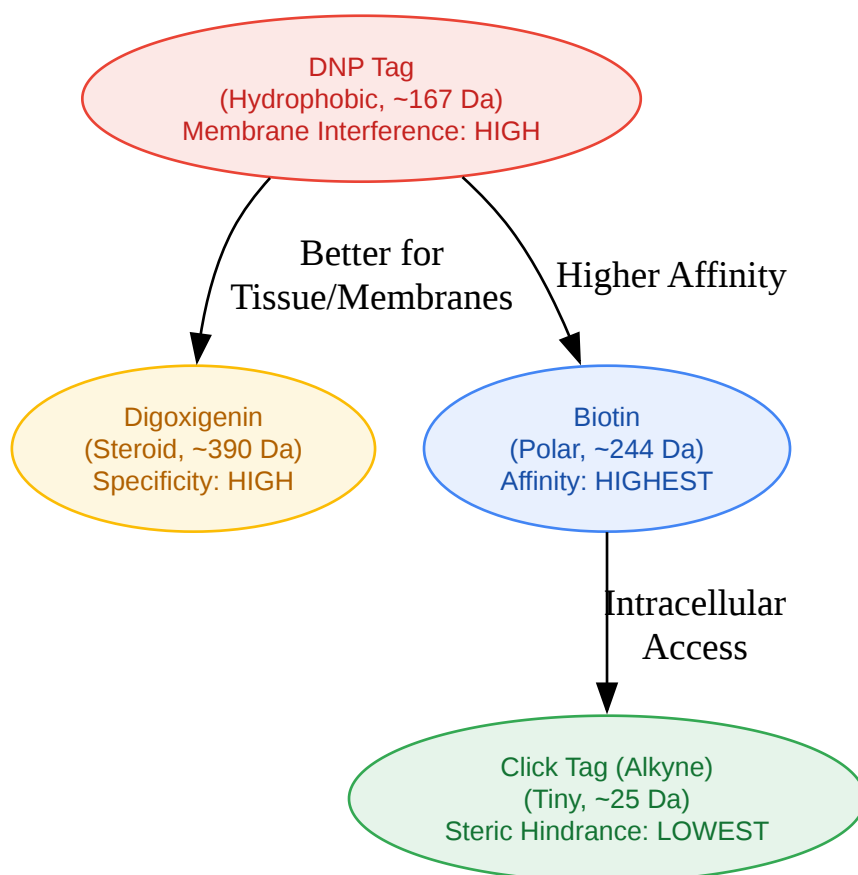 DNP Tag
(Hydrophobic, ~167 Da)
Membrane Interference: HIGH
Better for
Tissue/Membranes
Higher Affinity
Digoxigenin
(Steroid, ~390 Da)
Specificity: HIGH
Biotin
(Polar, ~244 Da)
Affinity: HIGHEST
Intracellular
Access
Click Tag (Alkyne)
(Tiny, ~25 Da)
Steric Hindrance: LOWEST